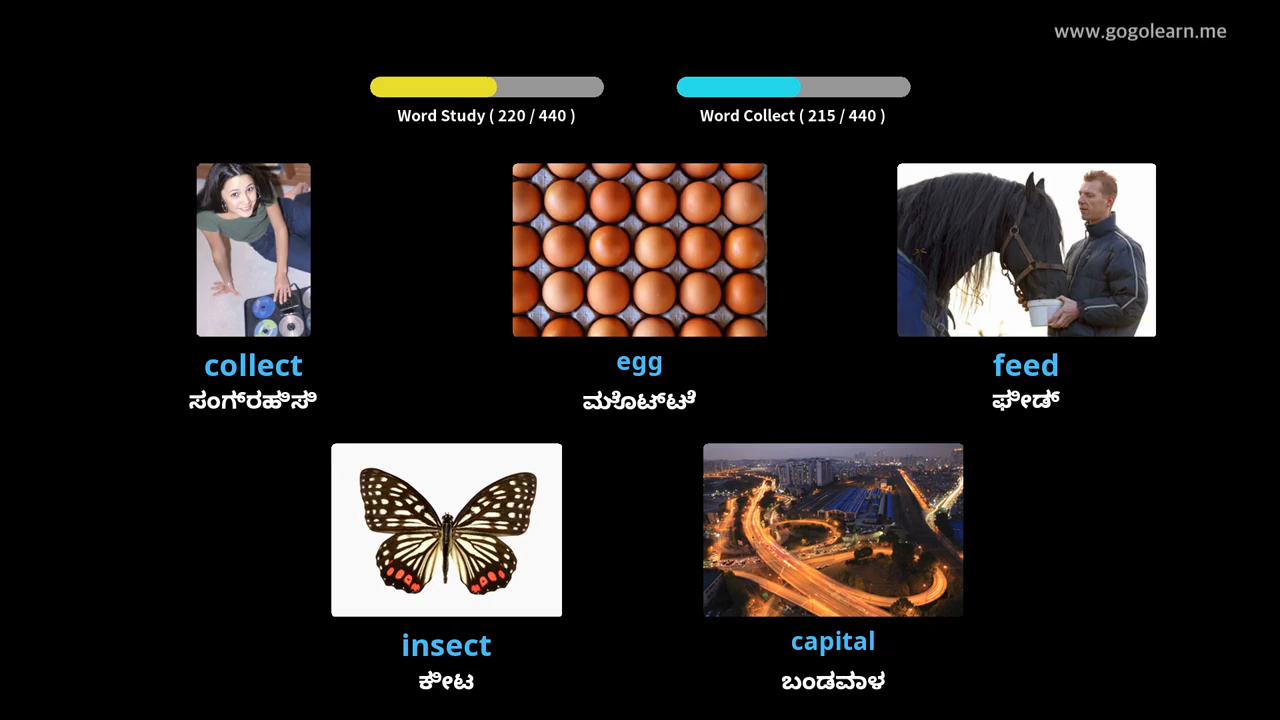 www.gogolearn.me
Word Study ( 220 / 440 )
Word Collect ( 215 / 440 )
collect
ಸಂಗ್ರಹಿಸಿ
egg
ಮೊಟ್ಟೆ
feed
ಫೀಡ್
insect
ಕೀಟ
capital
ಬಂಡವಾಳ